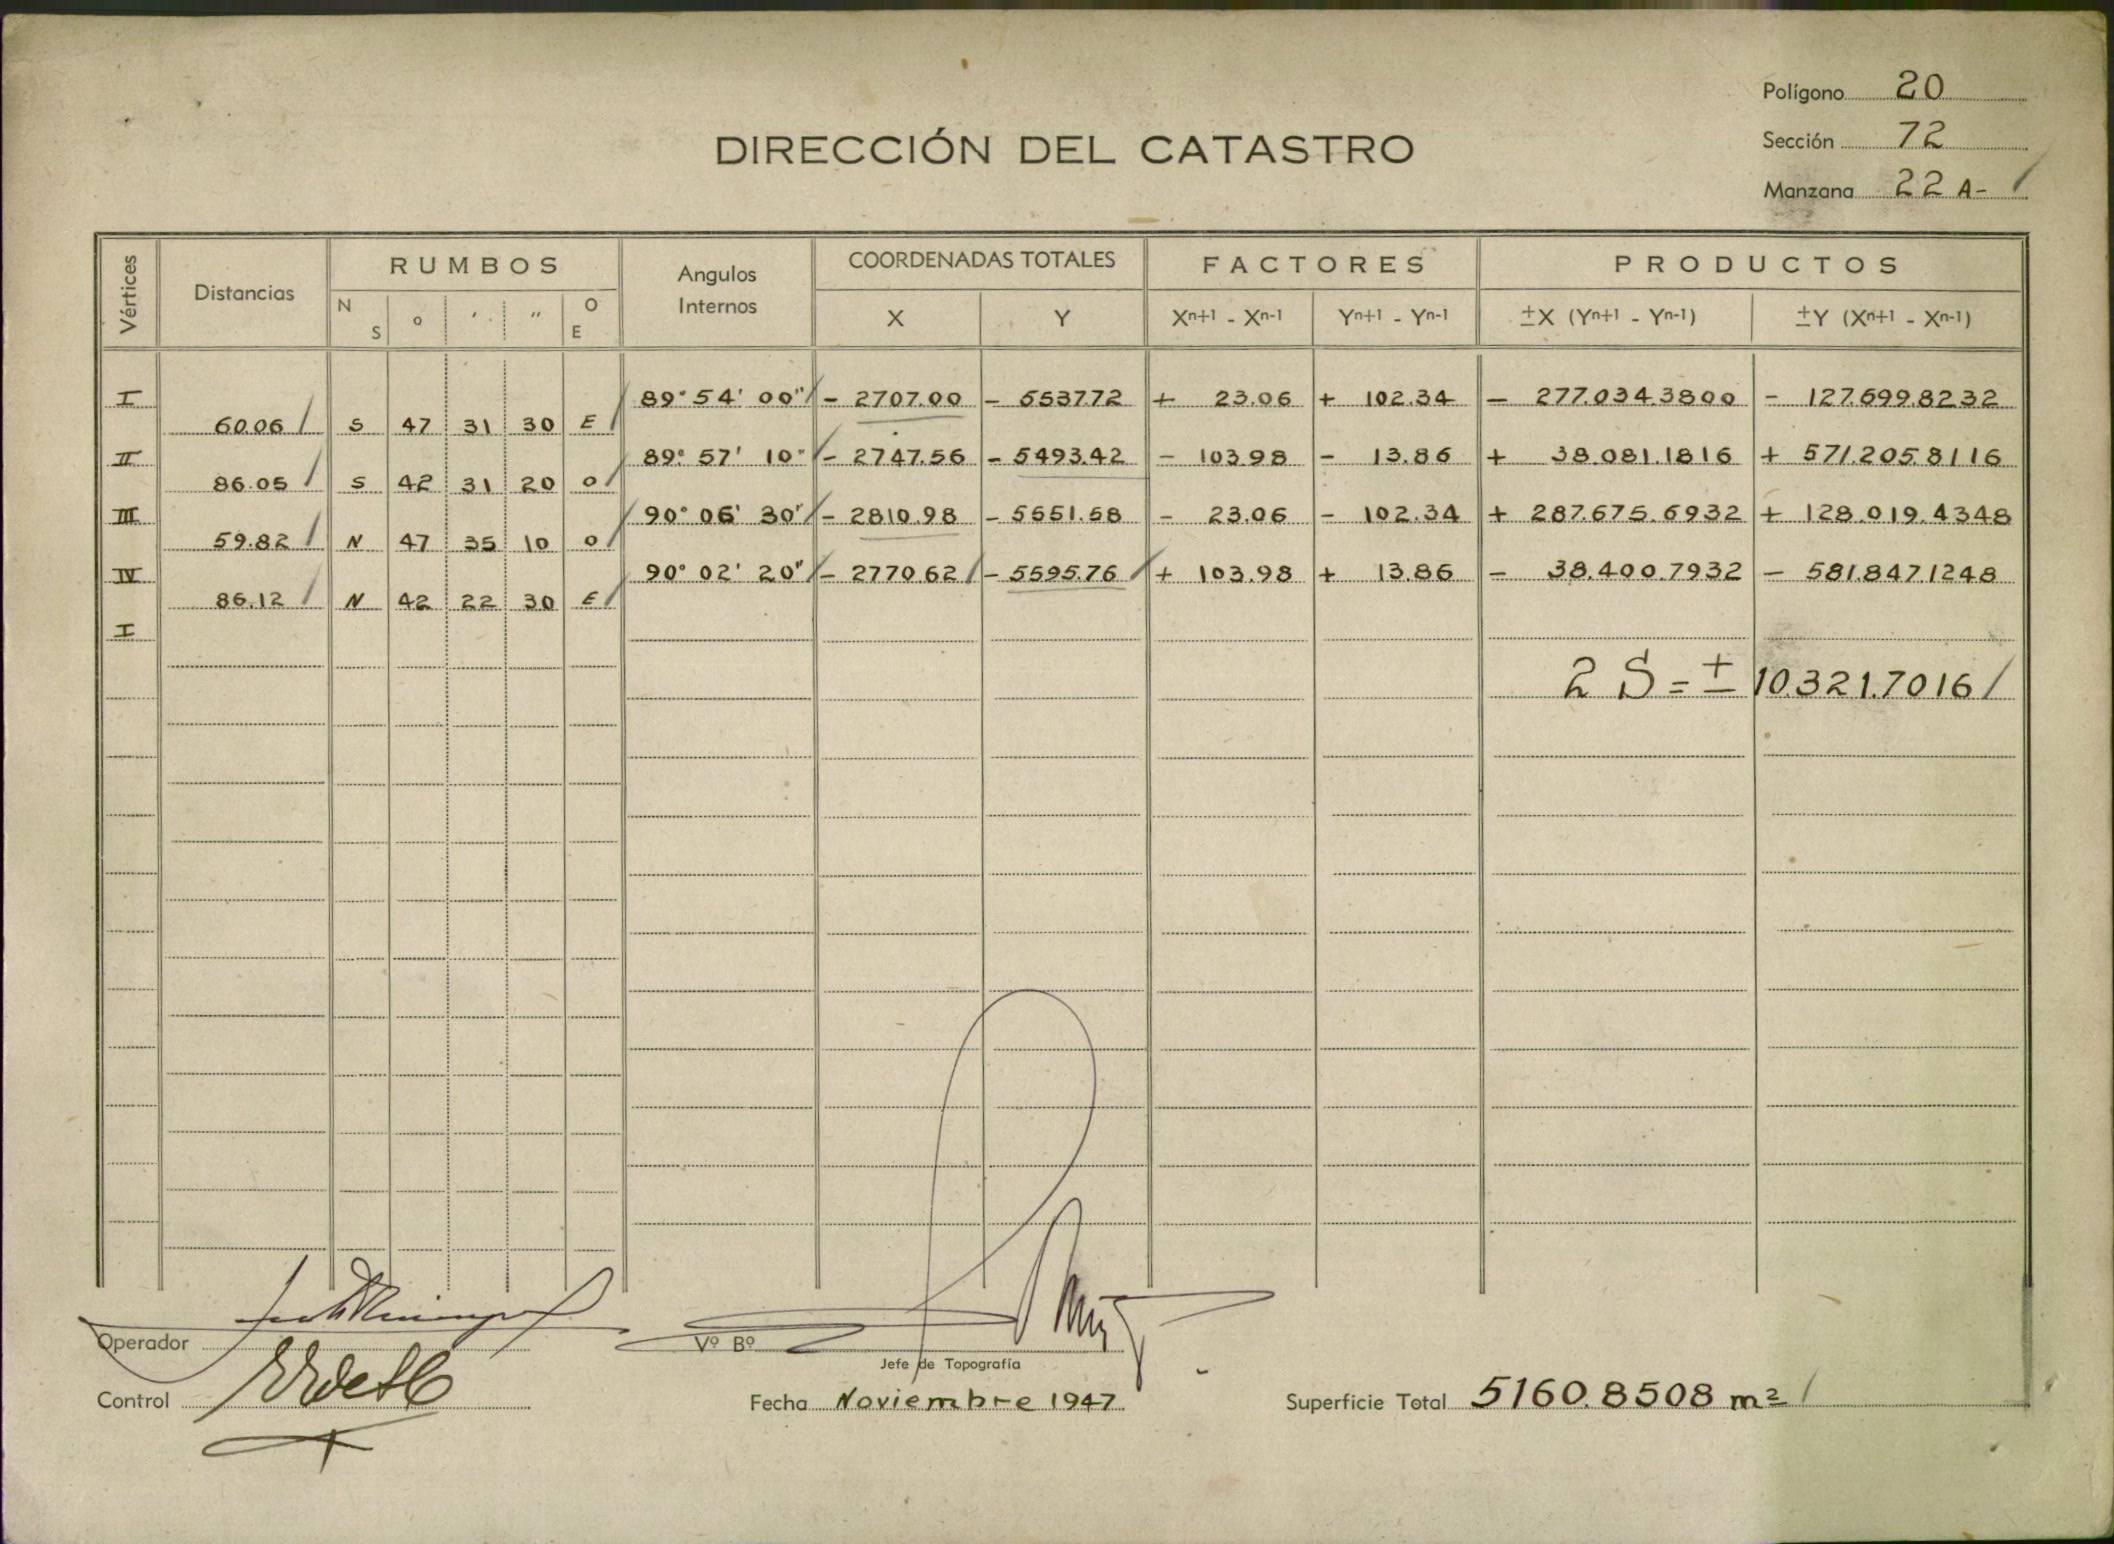 Polígono 20
Sección 72
Manzana 22 A-
DIRECCIÓN DEL CATASTRO
Vértices Distancias RUMBOS Angulos Internos COORDENADAS TOTALES FACTORES PRODUCTOS
N S ° ′ ″ O E X Y Xn+1 - Xn-1 Yn+1 - Yn-1 ±X (Yn+1 - Yn-1) ±Y (Xn+1 - Xn-1)
I 89° 54' 00" - 2707.00 - 5537.72 + 23.06 + 102.34 - 277.034.3800 - 127.699.8232
60.06 S 47 31 30 E
II 89° 57' 10" - 2747.56 - 5493.42 - 103.98 - 13.86 + 38.081.1816 + 571.205.8116
86.05 S 42 31 20 O
III 90° 06' 30" - 2810.98 - 5551.58 - 23.06 - 102.34 + 287.675.6932 + 128.019.4348
59.82 N 47 35 10 O
IV 90° 02' 20" - 2770.62 - 5595.76 + 103.98 + 13.86 - 38.400.7932 - 581.847.1248
86.12 N 42 22 30 E
I
2 S = ± 10.321.7016
Operador
Vº Bº
Jefe de Topografía
Control
Fecha Noviembre 1947
Superficie Total 5160.8508 m²